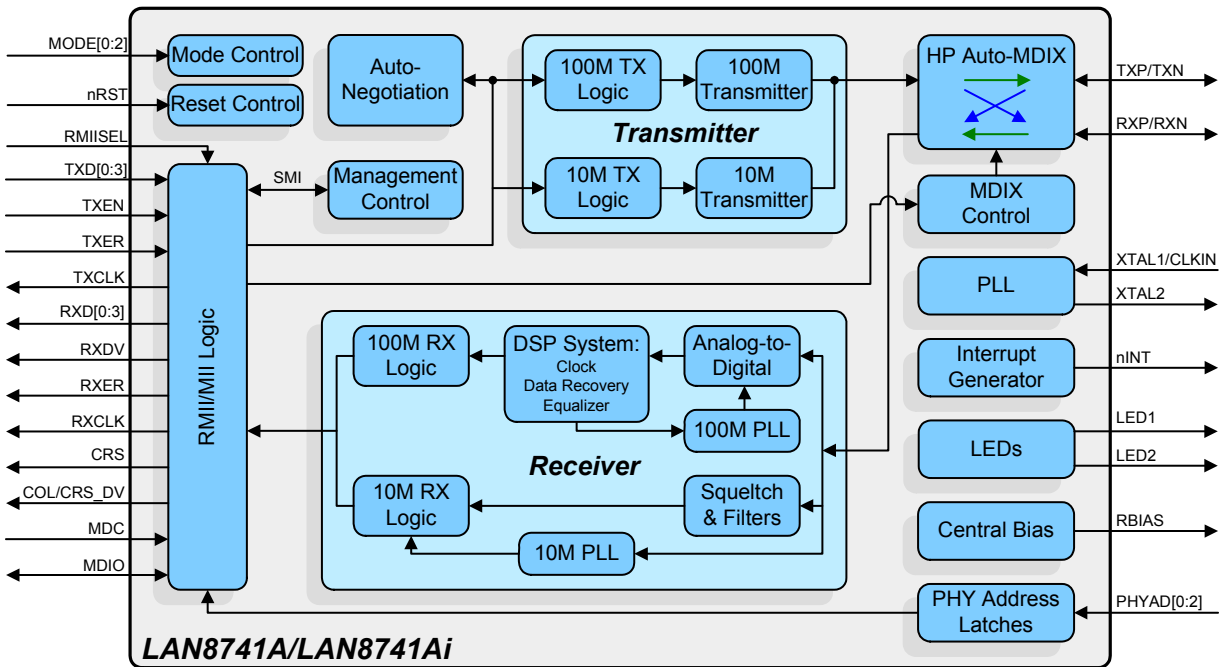 MODE[0:2]
nRST
RMIISEL
TXD[0:3]
TXEN
TXER
TXCLK
RXD[0:3]
RXDV
RXER
RXCLK
CRS
COL/CRS_DV
MDC
MDIO
Mode Control
Reset Control
RMII/MII Logic
Auto-
Negotiation
SMI
Management
Control
100M TX
Logic
100M
Transmitter
Transmitter
10M TX
Logic
10M
Transmitter
100M RX
Logic
DSP System:
Clock
Data Recovery
Equalizer
Analog-to-
Digital
100M PLL
Receiver
10M RX
Logic
Squeltch
& Filters
10M PLL
HP Auto-MDIX
MDIX
Control
PLL
Interrupt
Generator
LEDs
Central Bias
PHY Address
Latches
TXP/TXN
RXP/RXN
XTAL1/CLKIN
XTAL2
nINT
LED1
LED2
RBIAS
PHYAD[0:2]
LAN8741A/LAN8741Ai